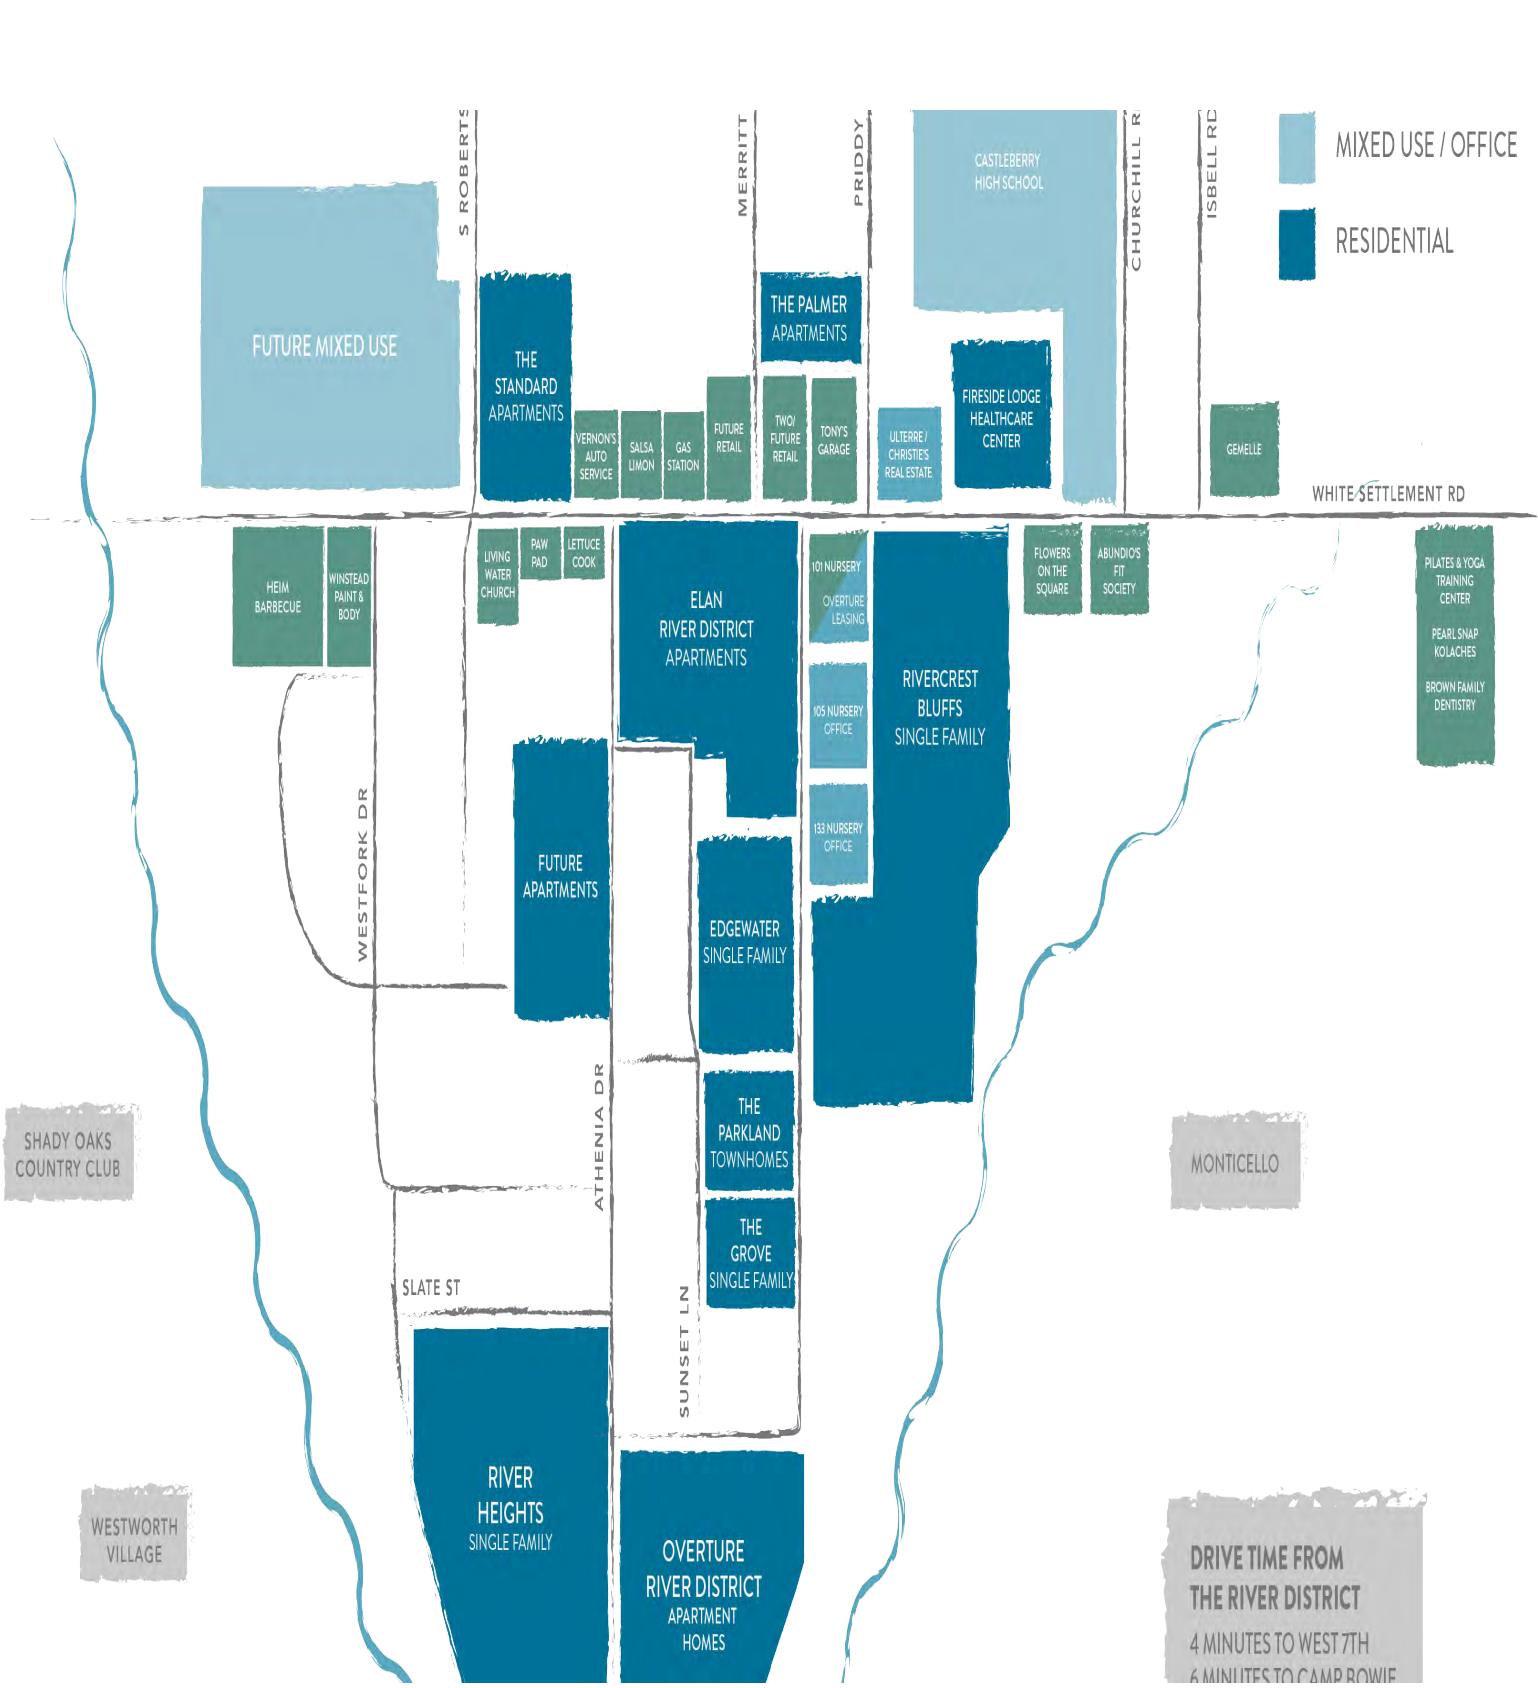 S ROBERTS
MERRITT
PRIDDY
CASTLEBERRY
HIGH SCHOOL
CHURCHILL R
ISBELL RD
MIXED USE / OFFICE
RESIDENTIAL
FUTURE MIXED USE
THE
STANDARD
APARTMENTS
THE PALMER
APARTMENTS
VERNON'S
AUTO
SERVICE
SALSA
LIMON
GAS
STATION
FUTURE
RETAIL
TWO/
FUTURE
RETAIL
TONY'S
GARAGE
ULTERRE /
CHRISTIE'S
REAL ESTATE
FIRESIDE LODGE
HEALTHCARE
CENTER
GEMELLE
WHITE SETTLEMENT RD
HEIM
BARBECUE
WINSTEAD
PAINT &
BODY
LIVING
WATER
CHURCH
PAW
PAD
LETTUCE
COOK
ELAN
RIVER DISTRICT
APARTMENTS
101 NURSERY
OVERTURE
LEASING
105 NURSERY
OFFICE
133 NURSERY
OFFICE
RIVERCREST
BLUFFS
SINGLE FAMILY
FLOWERS
ON THE
SQUARE
ABUNDIO'S
FIT
SOCIETY
PILATES & YOGA
TRAINING
CENTER
PEARL SNAP
KOLACHES
BROWN FAMILY
DENTISTRY
WESTFORK DR
FUTURE
APARTMENTS
EDGEWATER
SINGLE FAMILY
ATHENIA DR
THE
PARKLAND
TOWNHOMES
THE
GROVE
SINGLE FAMILY
SHADY OAKS
COUNTRY CLUB
MONTICELLO
SLATE ST
SUNSET LN
RIVER
HEIGHTS
SINGLE FAMILY
OVERTURE
RIVER DISTRICT
APARTMENT
HOMES
WESTWORTH
VILLAGE
DRIVE TIME FROM
THE RIVER DISTRICT
4 MINUTES TO WEST 7TH
6 MINUTES TO CAMP BOWIE